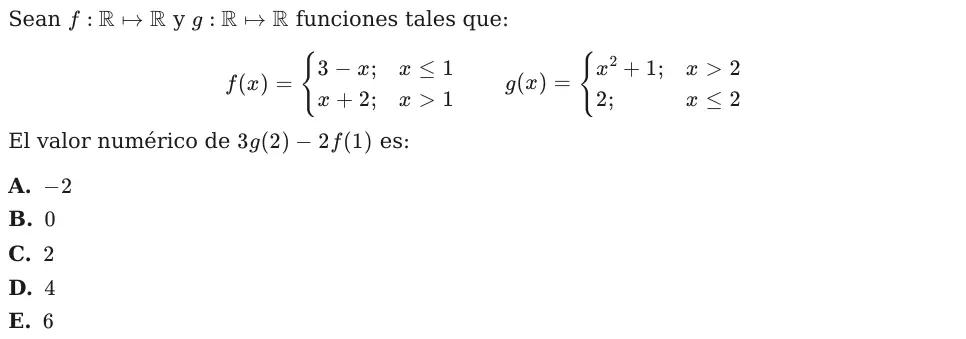 Sean f : ℝ ↦ ℝ y g : ℝ ↦ ℝ funciones tales que:
f(x) = { 3 − x; x ≤ 1
x + 2; x > 1
g(x) = { x² + 1; x > 2
2; x ≤ 2
El valor numérico de 3g(2) − 2f(1) es:
A. −2
B. 0
C. 2
D. 4
E. 6